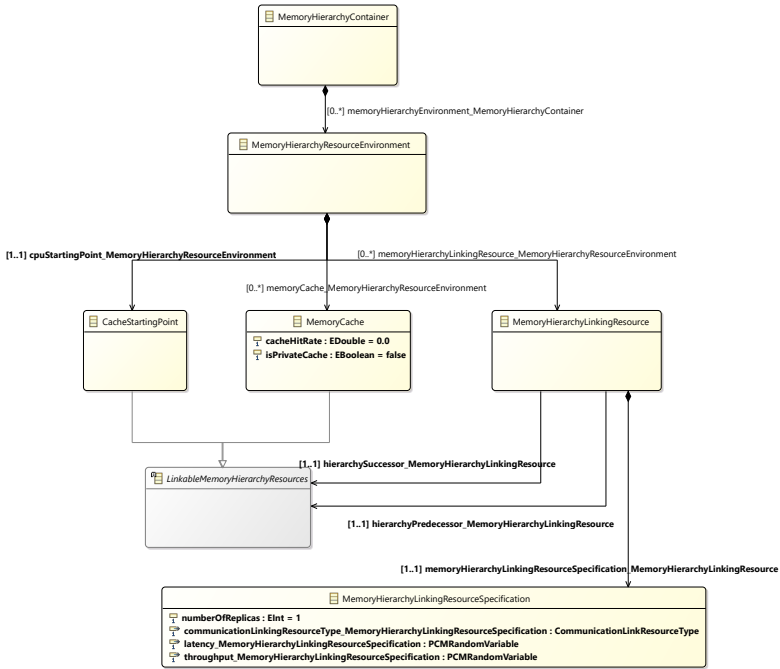 MemoryHierarchyContainer
[0..*] memoryHierarchyEnvironment_MemoryHierarchyContainer
MemoryHierarchyResourceEnvironment
[1..1] cpuStartingPoint_MemoryHierarchyResourceEnvironment
[0..*] memoryHierarchyLinkingResource_MemoryHierarchyResourceEnvironment
[0..*] memoryCache_MemoryHierarchyResourceEnvironment
CacheStartingPoint
MemoryCache
cacheHitRate : EDouble = 0.0
isPrivateCache : EBoolean = false
MemoryHierarchyLinkingResource
[1..1] hierarchySuccessor_MemoryHierarchyLinkingResource
LinkableMemoryHierarchyResources
[1..1] hierarchyPredecessor_MemoryHierarchyLinkingResource
[1..1] memoryHierarchyLinkingResourceSpecification_MemoryHierarchyLinkingResource
MemoryHierarchyLinkingResourceSpecification
numberOfReplicas : EInt = 1
communicationLinkingResourceType_MemoryHierarchyLinkingResourceSpecification : CommunicationLinkResourceType
latency_MemoryHierarchyLinkingResourceSpecification : PCMRandomVariable
throughput_MemoryHierarchyLinkingResourceSpecification : PCMRandomVariable